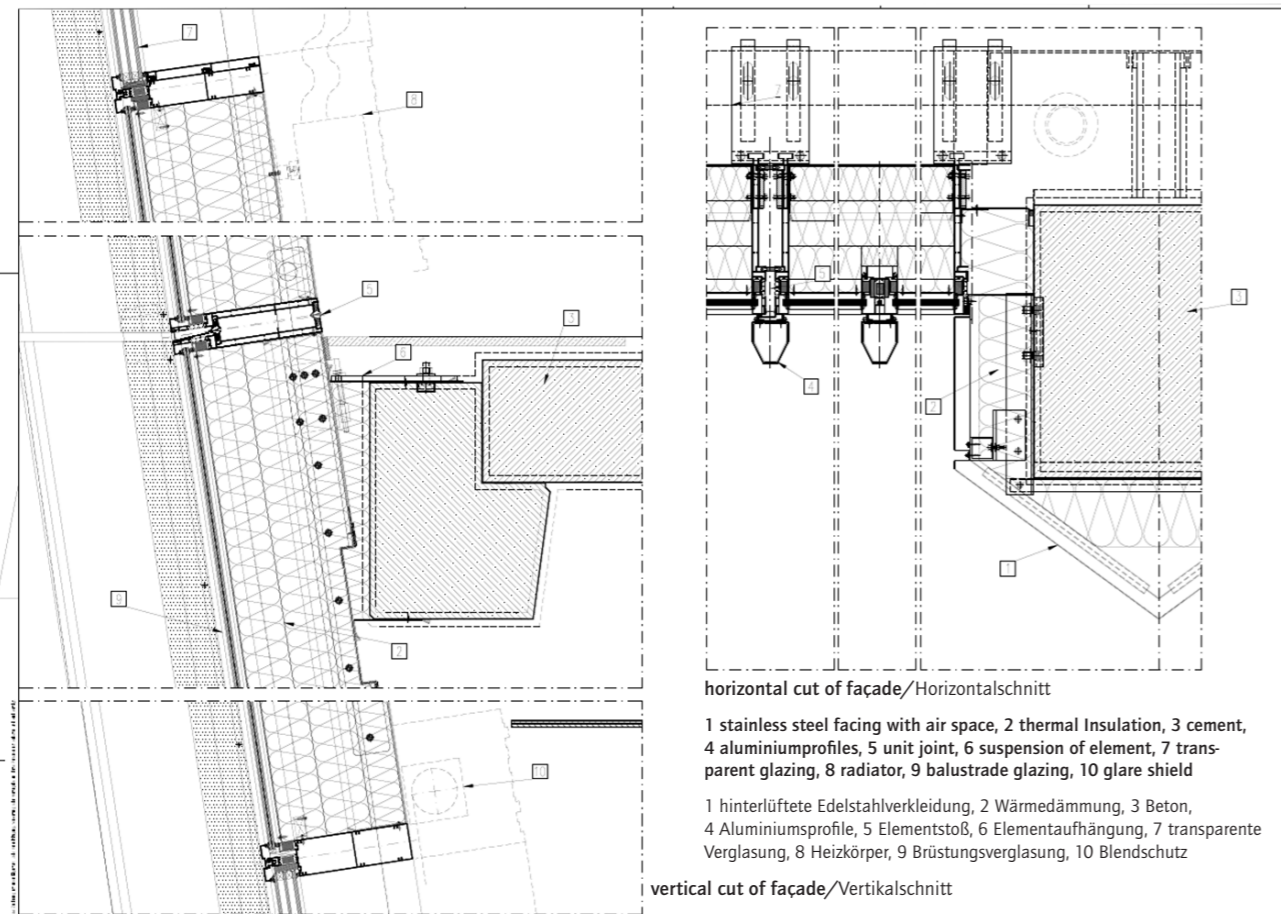 7
8
7
5
5
3
3
6
4
2
1
9
2
10
horizontal cut of façade/Horizontalschnitt
1 stainless steel facing with air space, 2 thermal Insulation, 3 cement,
4 aluminiumprofiles, 5 unit joint, 6 suspension of element, 7 trans-
parent glazing, 8 radiator, 9 balustrade glazing, 10 glare shield
1 hinterlüftete Edelstahlverkleidung, 2 Wärmedämmung, 3 Beton,
4 Aluminiumsprofile, 5 Elementstoß, 6 Elementaufhängung, 7 transparente
Verglasung, 8 Heizkörper, 9 Brüstungsverglasung, 10 Blendschutz
vertical cut of façade/Vertikalschnitt